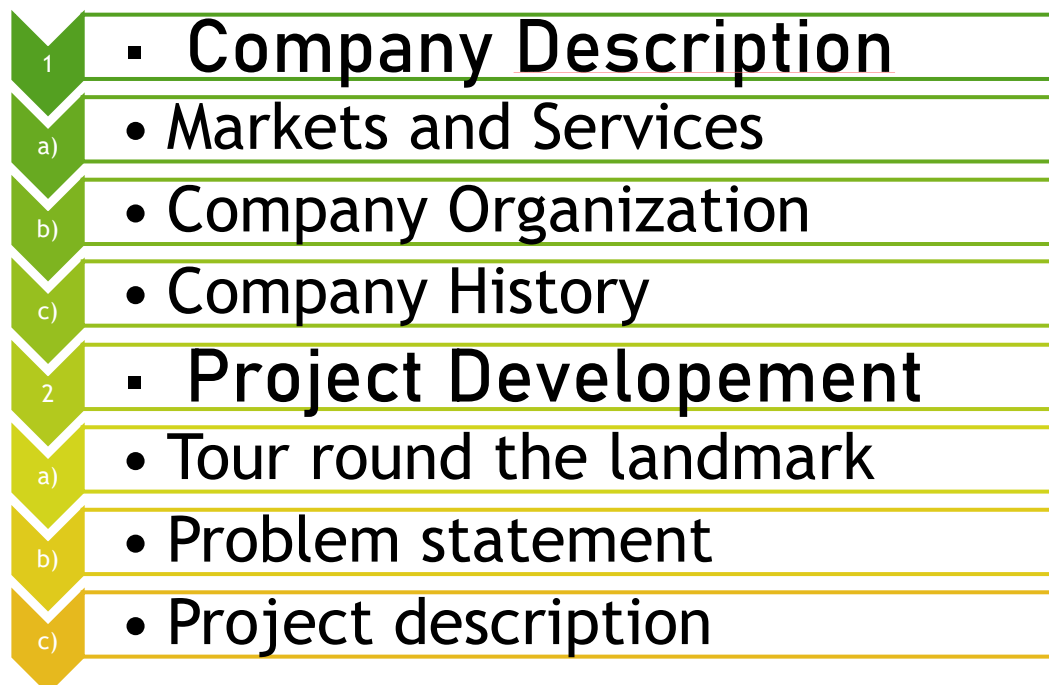 1 ▪ Company Description
a) • Markets and Services
b) • Company Organization
c) • Company History
2 ▪ Project Developement
a) • Tour round the landmark
b) • Problem statement
c) • Project description